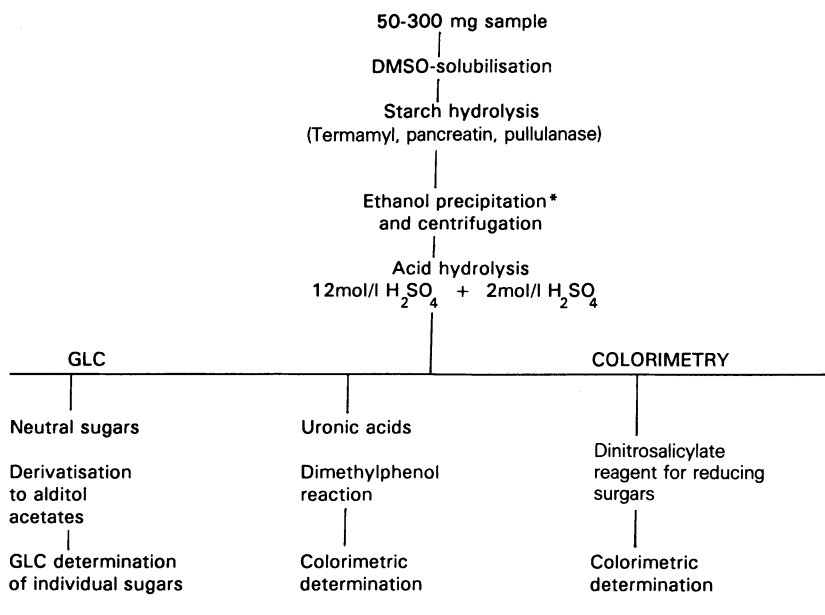 50-300 mg sample
DMSO-solubilisation
Starch hydrolysis
(Termamyl, pancreatin, pullulanase)
Ethanol precipitation*
and centrifugation
Acid hydrolysis
12mol/l H2SO4 + 2mol/l H2SO4
GLC
COLORIMETRY
Neutral sugars
Derivatisation
to alditol
acetates
GLC determination
of individual sugars
Uronic acids
Dimethylphenol
reaction
Colorimetric
determination
Dinitrosalicylate
reagent for reducing
surgars
Colorimetric
determination